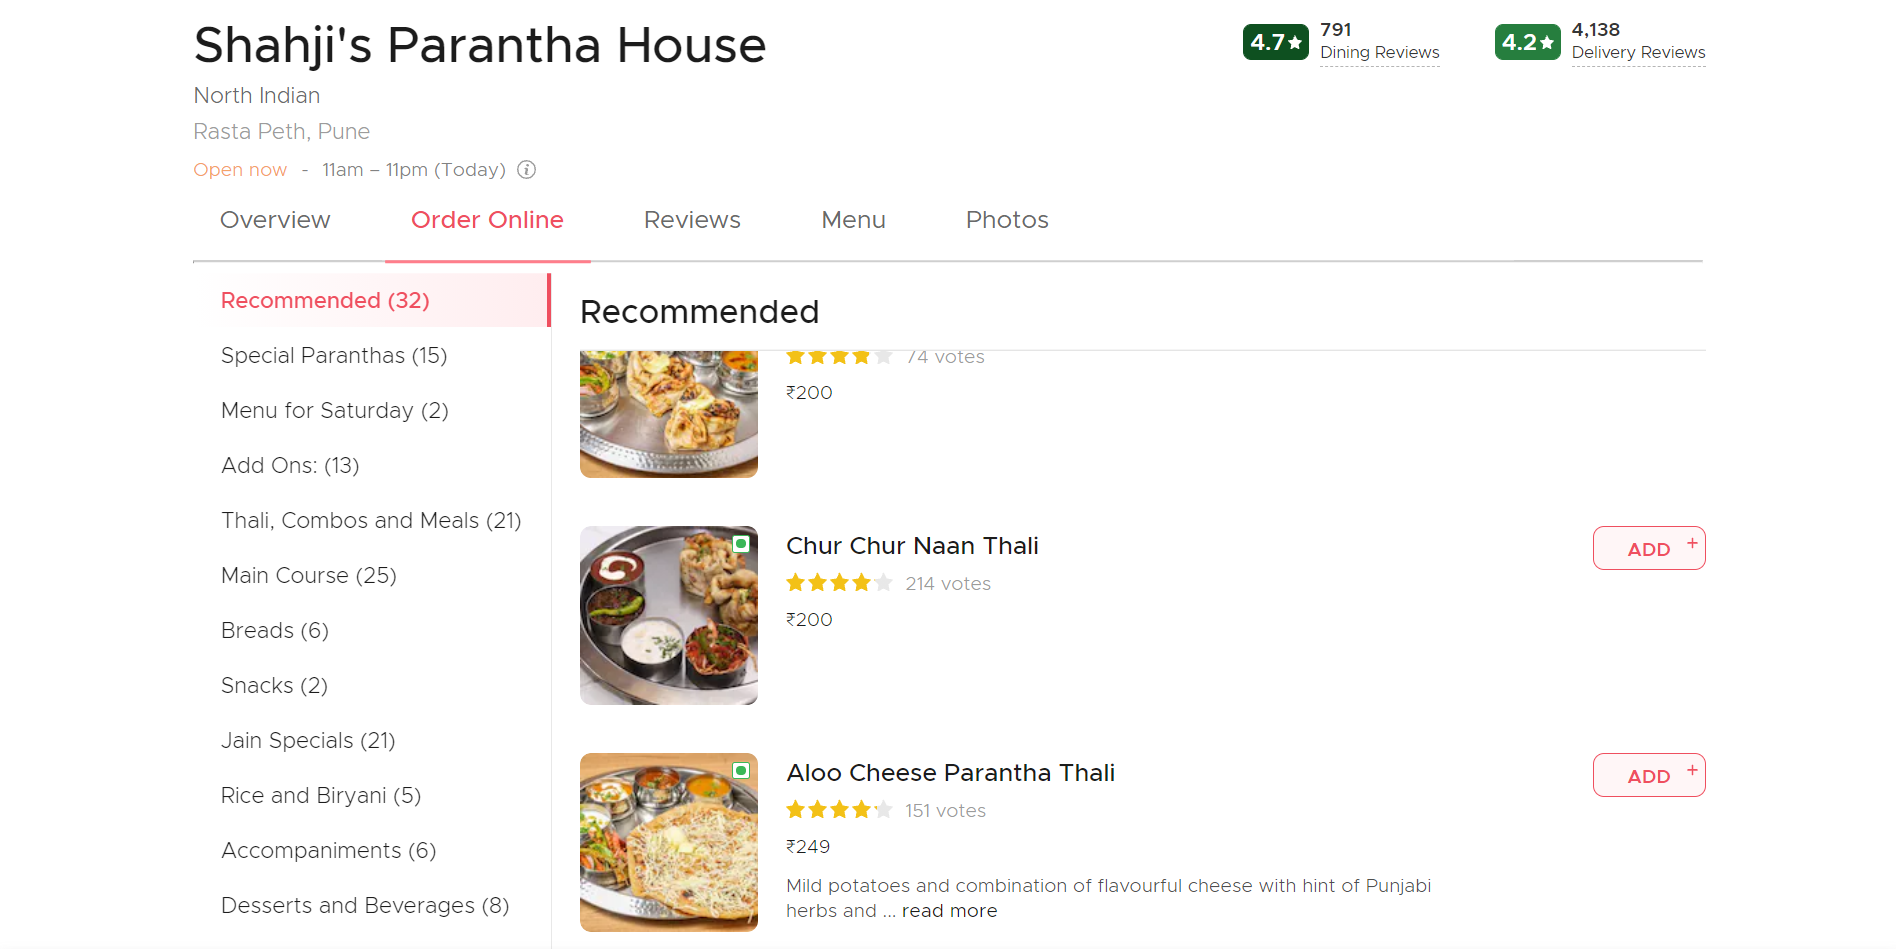 Shahji's Parantha House
4.7★ 791 Dining Reviews
4.2★ 4,138 Delivery Reviews
North Indian
Rasta Peth, Pune
Open now - 11am – 11pm (Today)
Overview Order Online Reviews Menu Photos
Recommended (32)
Special Paranthas (15)
Menu for Saturday (2)
Add Ons: (13)
Thali, Combos and Meals (21)
Main Course (25)
Breads (6)
Snacks (2)
Jain Specials (21)
Rice and Biryani (5)
Accompaniments (6)
Desserts and Beverages (8)
Recommended
74 votes
₹200
Chur Chur Naan Thali
214 votes
₹200
ADD +
Aloo Cheese Parantha Thali
151 votes
₹249
Mild potatoes and combination of flavourful cheese with hint of Punjabi
herbs and ... read more
ADD +